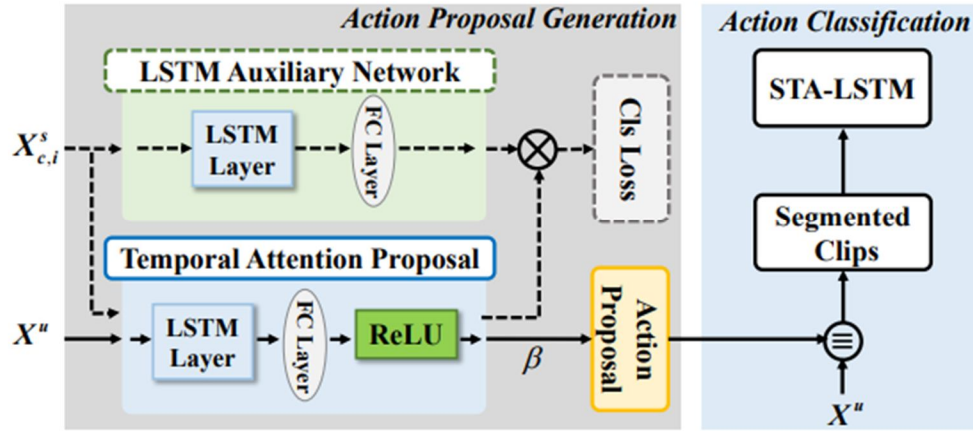 Action Proposal Generation
Action Classification
LSTM Auxiliary Network
X^s_{c,i}
LSTM
Layer
FC Layer
⊗
Cls Loss
STA-LSTM
Segmented
Clips
Temporal Attention Proposal
X^u
LSTM
Layer
FC Layer
ReLU
β
Action
Proposal
≡
X^u